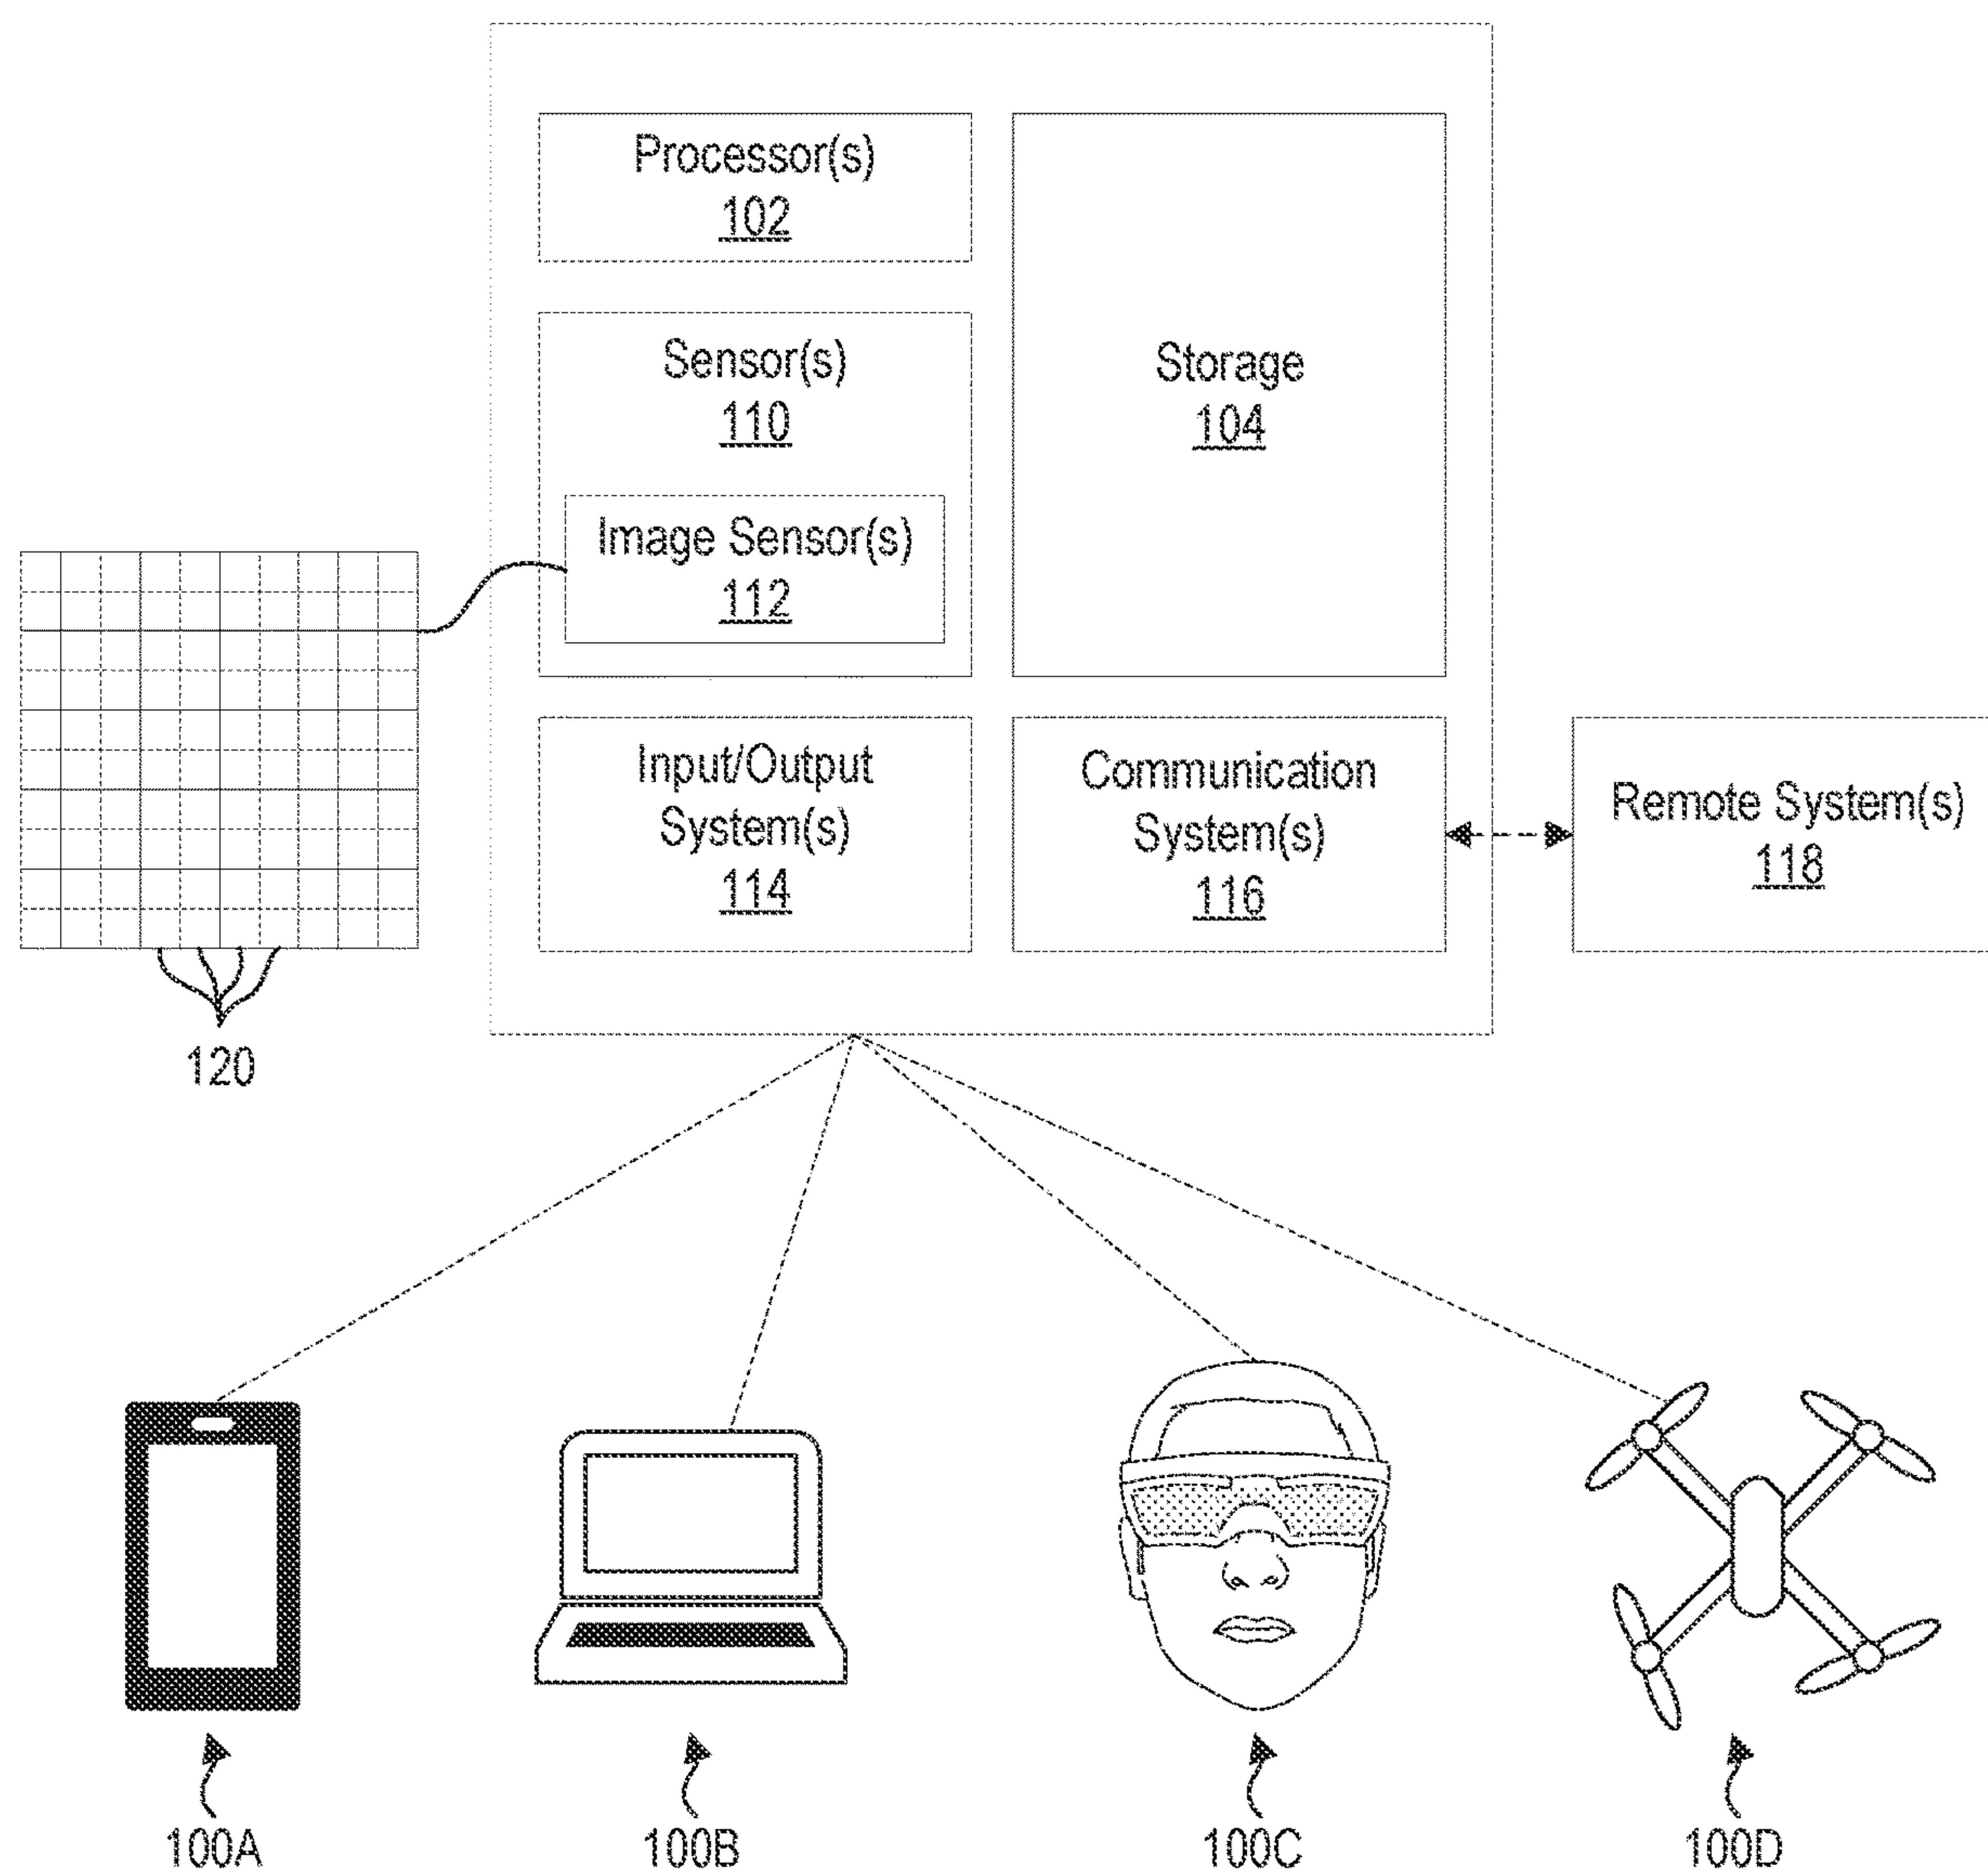 Processor(s)
102
Storage
104
Sensor(s)
110
Image Sensor(s)
112
Input/Output
System(s)
114
Communication
System(s)
116
Remote System(s)
118
120
100A
100B
100C
100D